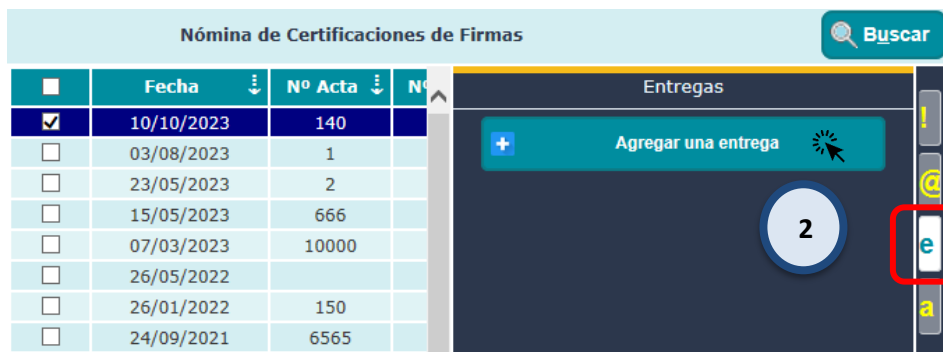 Nómina de Certificaciones de Firmas
Buscar
Fecha Nº Acta Nº
10/10/2023 140
03/08/2023 1
23/05/2023 2
15/05/2023 666
07/03/2023 10000
26/05/2022
26/01/2022 150
24/09/2021 6565
Entregas
Agregar una entrega
2
!
@
e
a